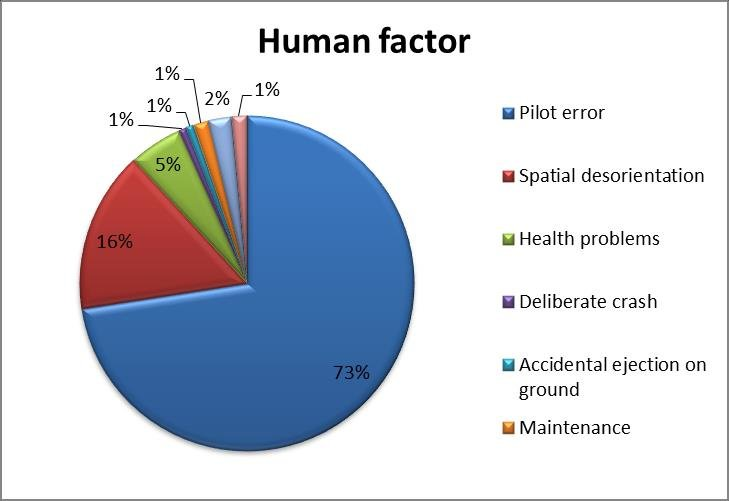 Human factor
1%
1%
1%
2%
1%
5%
16%
73%
Pilot error
Spatial desorientation
Health problems
Deliberate crash
Accidental ejection on
ground
Maintenance